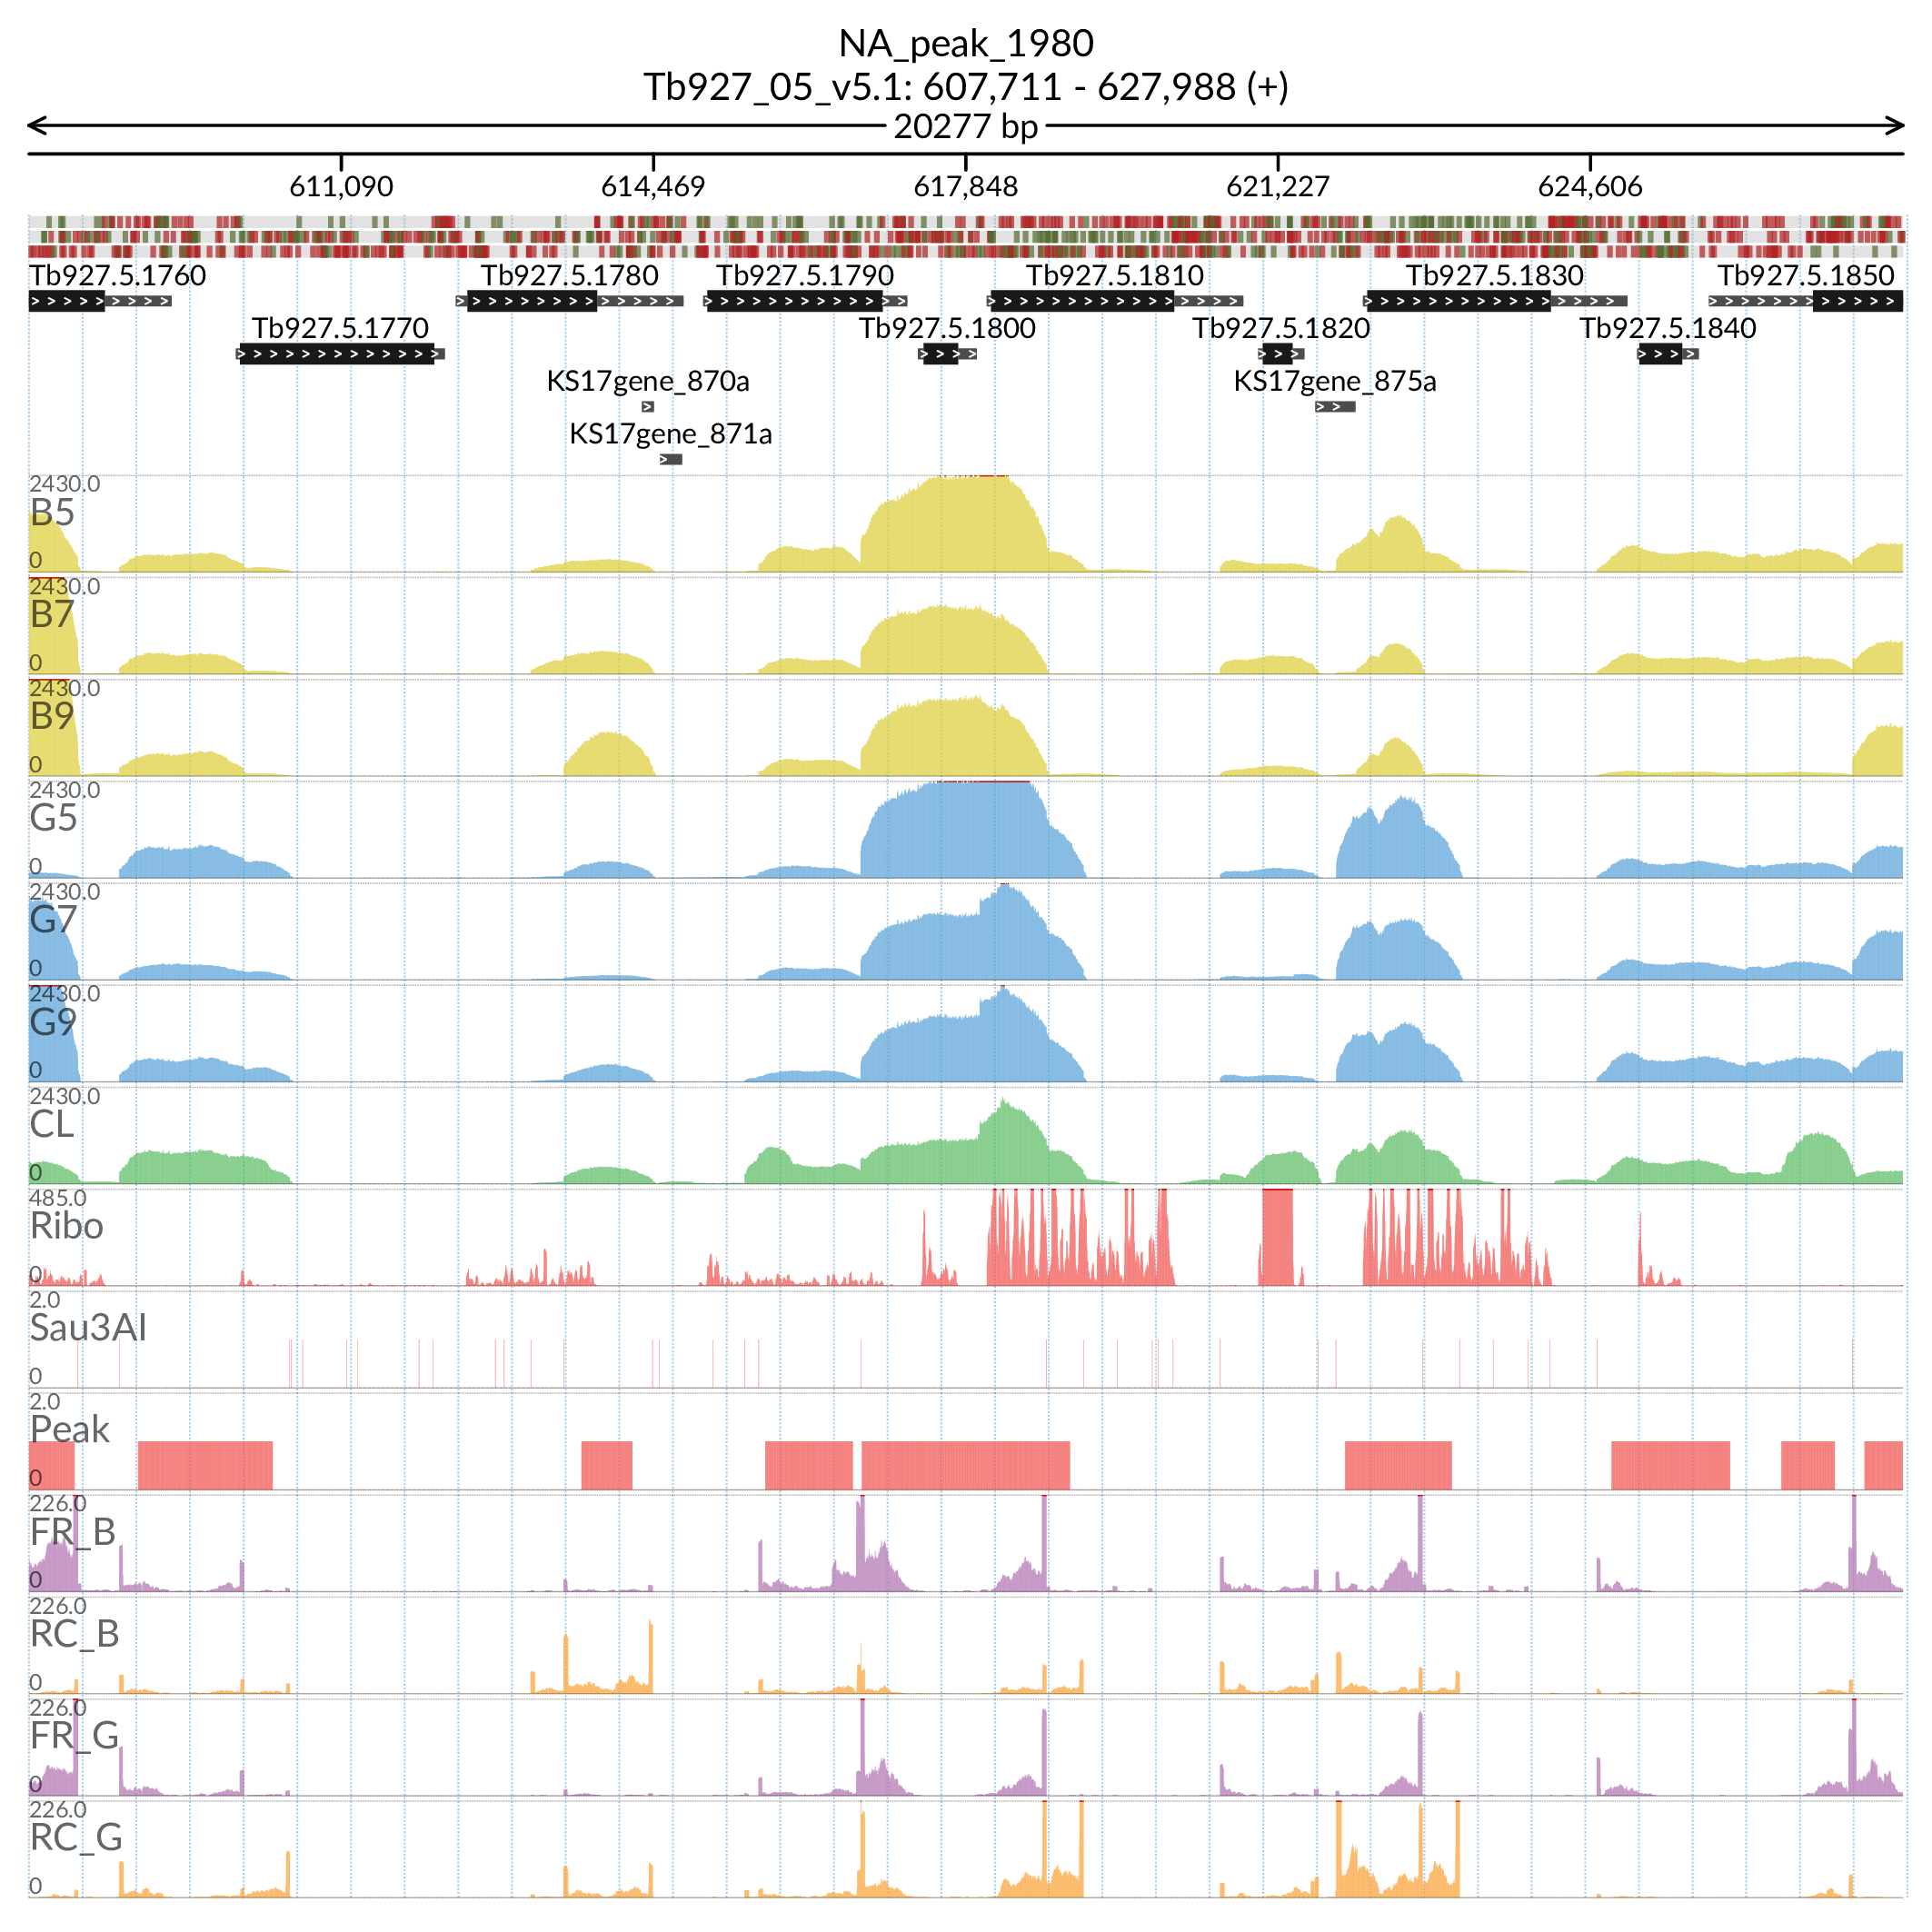 NA_peak_1980
Tb927_05_v5.1: 607,711 - 627,988 (+)
20277 bp
611,090 614,469 617,848 621,227 624,606
Tb927.5.1760 Tb927.5.1780 Tb927.5.1790 Tb927.5.1810 Tb927.5.1830 Tb927.5.1850
Tb927.5.1770 Tb927.5.1800 Tb927.5.1820 Tb927.5.1840
KS17gene_870a KS17gene_875a
KS17gene_871a
2430.0
B5
0
2430.0
B7
0
2430.0
B9
0
2430.0
G5
0
2430.0
G7
0
2430.0
G9
0
2430.0
CL
0
485.0
Ribo
0
2.0
Sau3AI
0
2.0
Peak
0
226.0
FR_B
0
226.0
RC_B
0
226.0
FR_G
0
226.0
RC_G
0